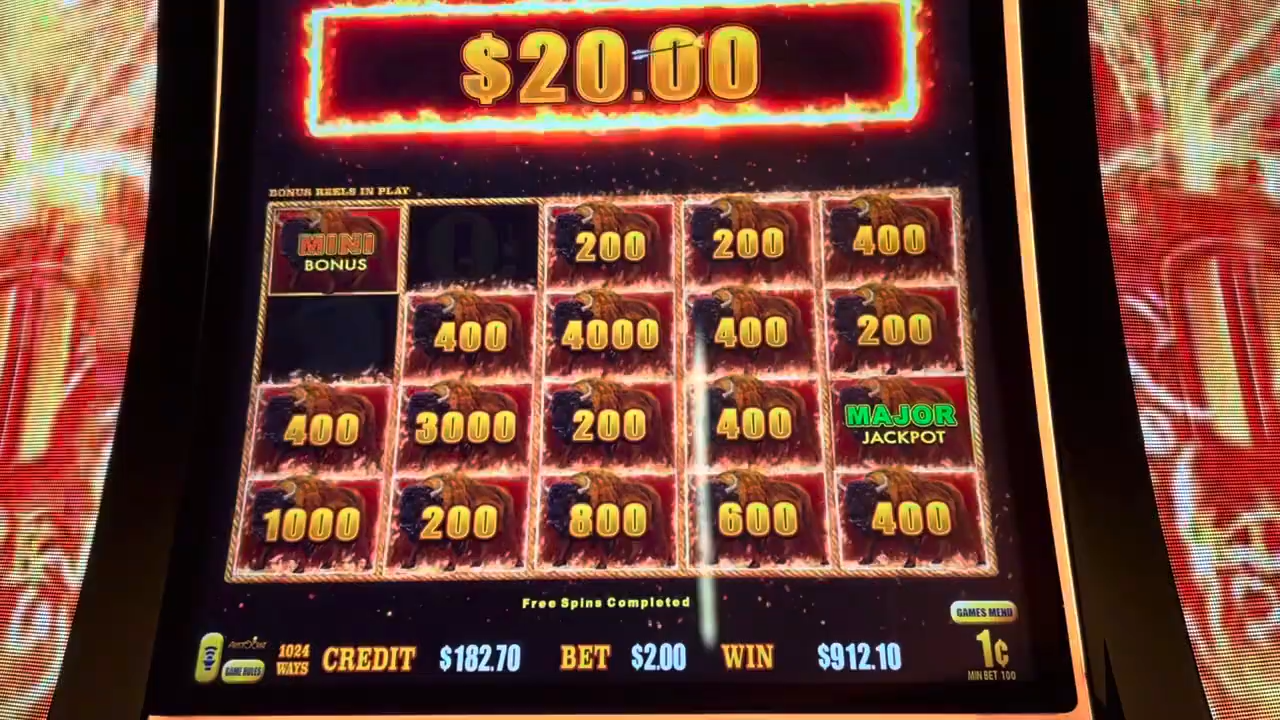 $20.00
BONUS REELS IN PLAY
MINI BONUS 200 200 400
400 4000 400 200
400 3000 200 400 MAJOR JACKPOT
1000 200 800 600 400
Free Spins Completed
GAMES MENU
GAME RULES
1024 WAYS CREDIT $182.70 BET $2.00 WIN $912.10 1¢
MIN BET 100